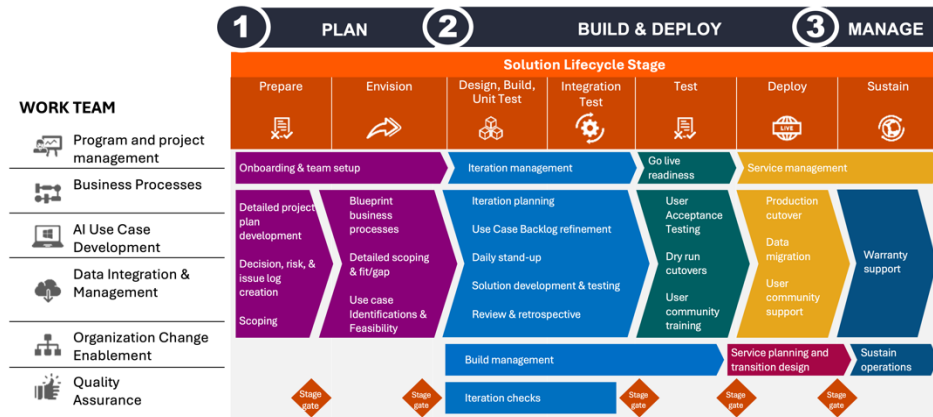 1
PLAN
2
BUILD & DEPLOY
3
MANAGE
Solution Lifecycle Stage
Prepare
Envision
Design, Build,
Unit Test
Integration
Test
Test
Deploy
Sustain
LIVE
WORK TEAM
Program and project
management
Business Processes
AI Use Case
Development
Data Integration &
Management
Organization Change
Enablement
Quality
Assurance
Onboarding & team setup
Iteration management
Go live
readiness
Service management
Detailed project
plan
development
Decision, risk, &
issue log
creation
Scoping
Blueprint
business
processes
Detailed scoping
& fit/gap
Use case
Identifications &
Feasibility
Iteration planning
Use Case Backlog refinement
Daily stand-up
Solution development & testing
Review & retrospective
User
Acceptance
Testing
Dry run
cutovers
User
community
training
Production
cutover
Data
migration
User
community
support
Warranty
support
Build management
Service planning and
transition design
Sustain
operations
Stage
gate
Stage
gate
Iteration checks
Stage
gate
Stage
gate
Stage
gate